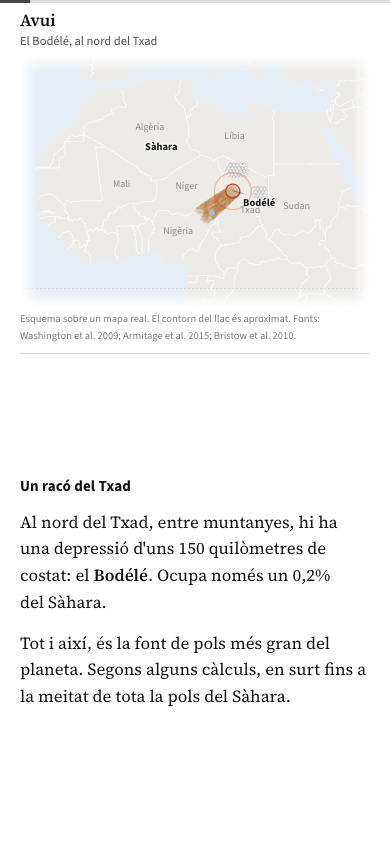 Avui
El Bodélé, al nord del Txad
Algèria
Líbia
Sàhara
Mali
Níger
Bodélé
Txad
Sudan
Nigèria
Esquema sobre un mapa real. El contorn del llac és aproximat. Fonts:
Washington et al. 2009; Armitage et al. 2015; Bristow et al. 2010.
Un racó del Txad
Al nord del Txad, entre muntanyes, hi ha
una depressió d'uns 150 quilòmetres de
costat: el Bodélé. Ocupa només un 0,2%
del Sàhara.
Tot i així, és la font de pols més gran del
planeta. Segons alguns càlculs, en surt fins a
la meitat de tota la pols del Sàhara.